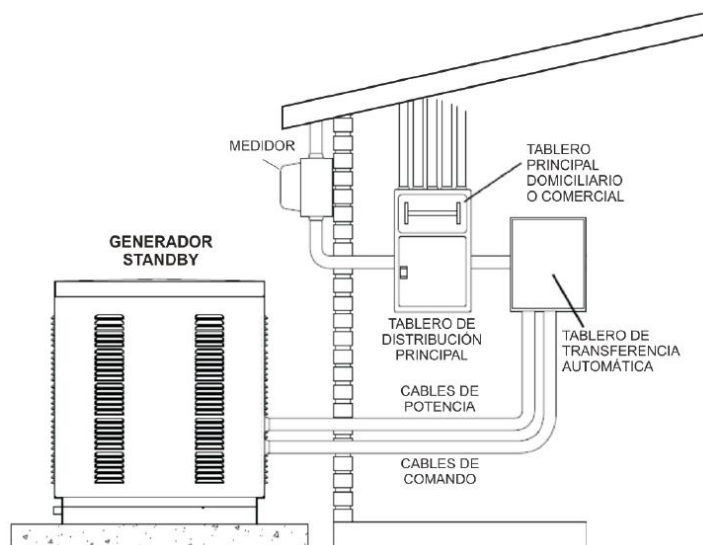 MEDIDOR
TABLERO
PRINCIPAL
DOMICILIARIO
O COMERCIAL
GENERADOR
STANDBY
TABLERO DE
DISTRIBUCIÓN
PRINCIPAL
TABLERO DE
TRANSFERENCIA
AUTOMÁTICA
CABLES DE
POTENCIA
CABLES DE
COMANDO